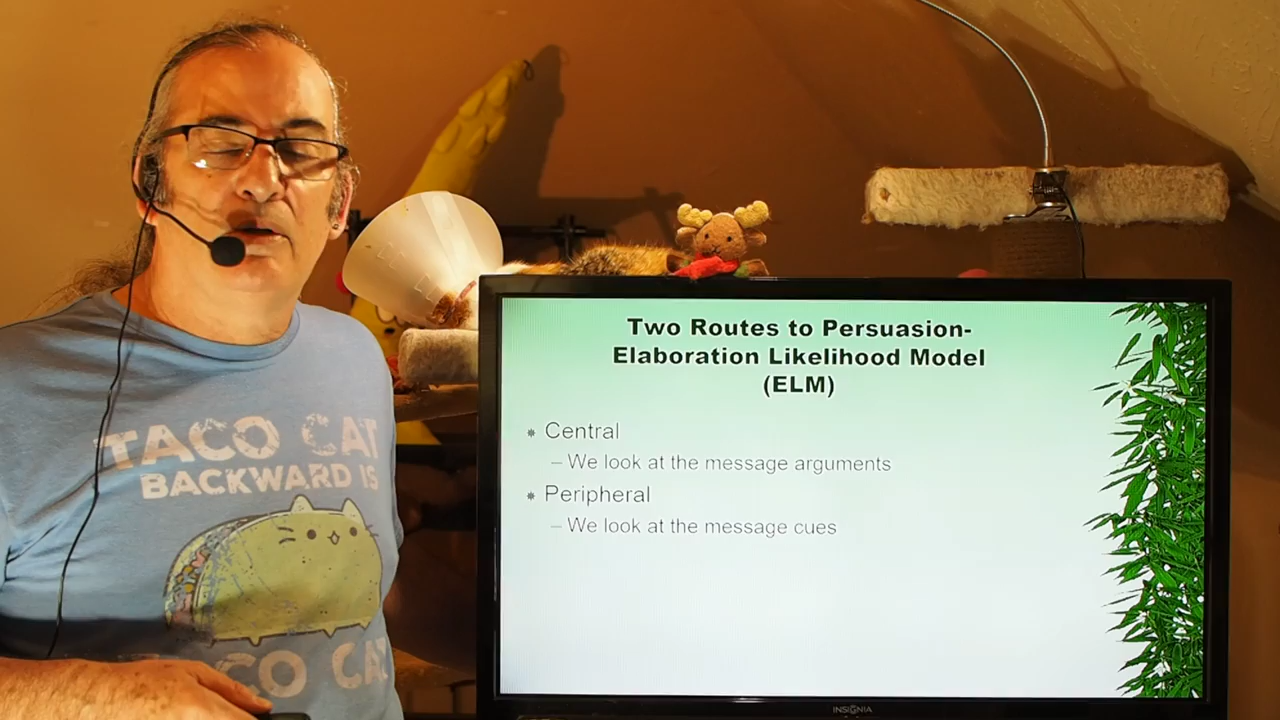 TACO CAT
BACKWARD IS
TACO CAT
Two Routes to Persuasion-
Elaboration Likelihood Model
(ELM)
Central
– We look at the message arguments
Peripheral
– We look at the message cues
INSIGNIA